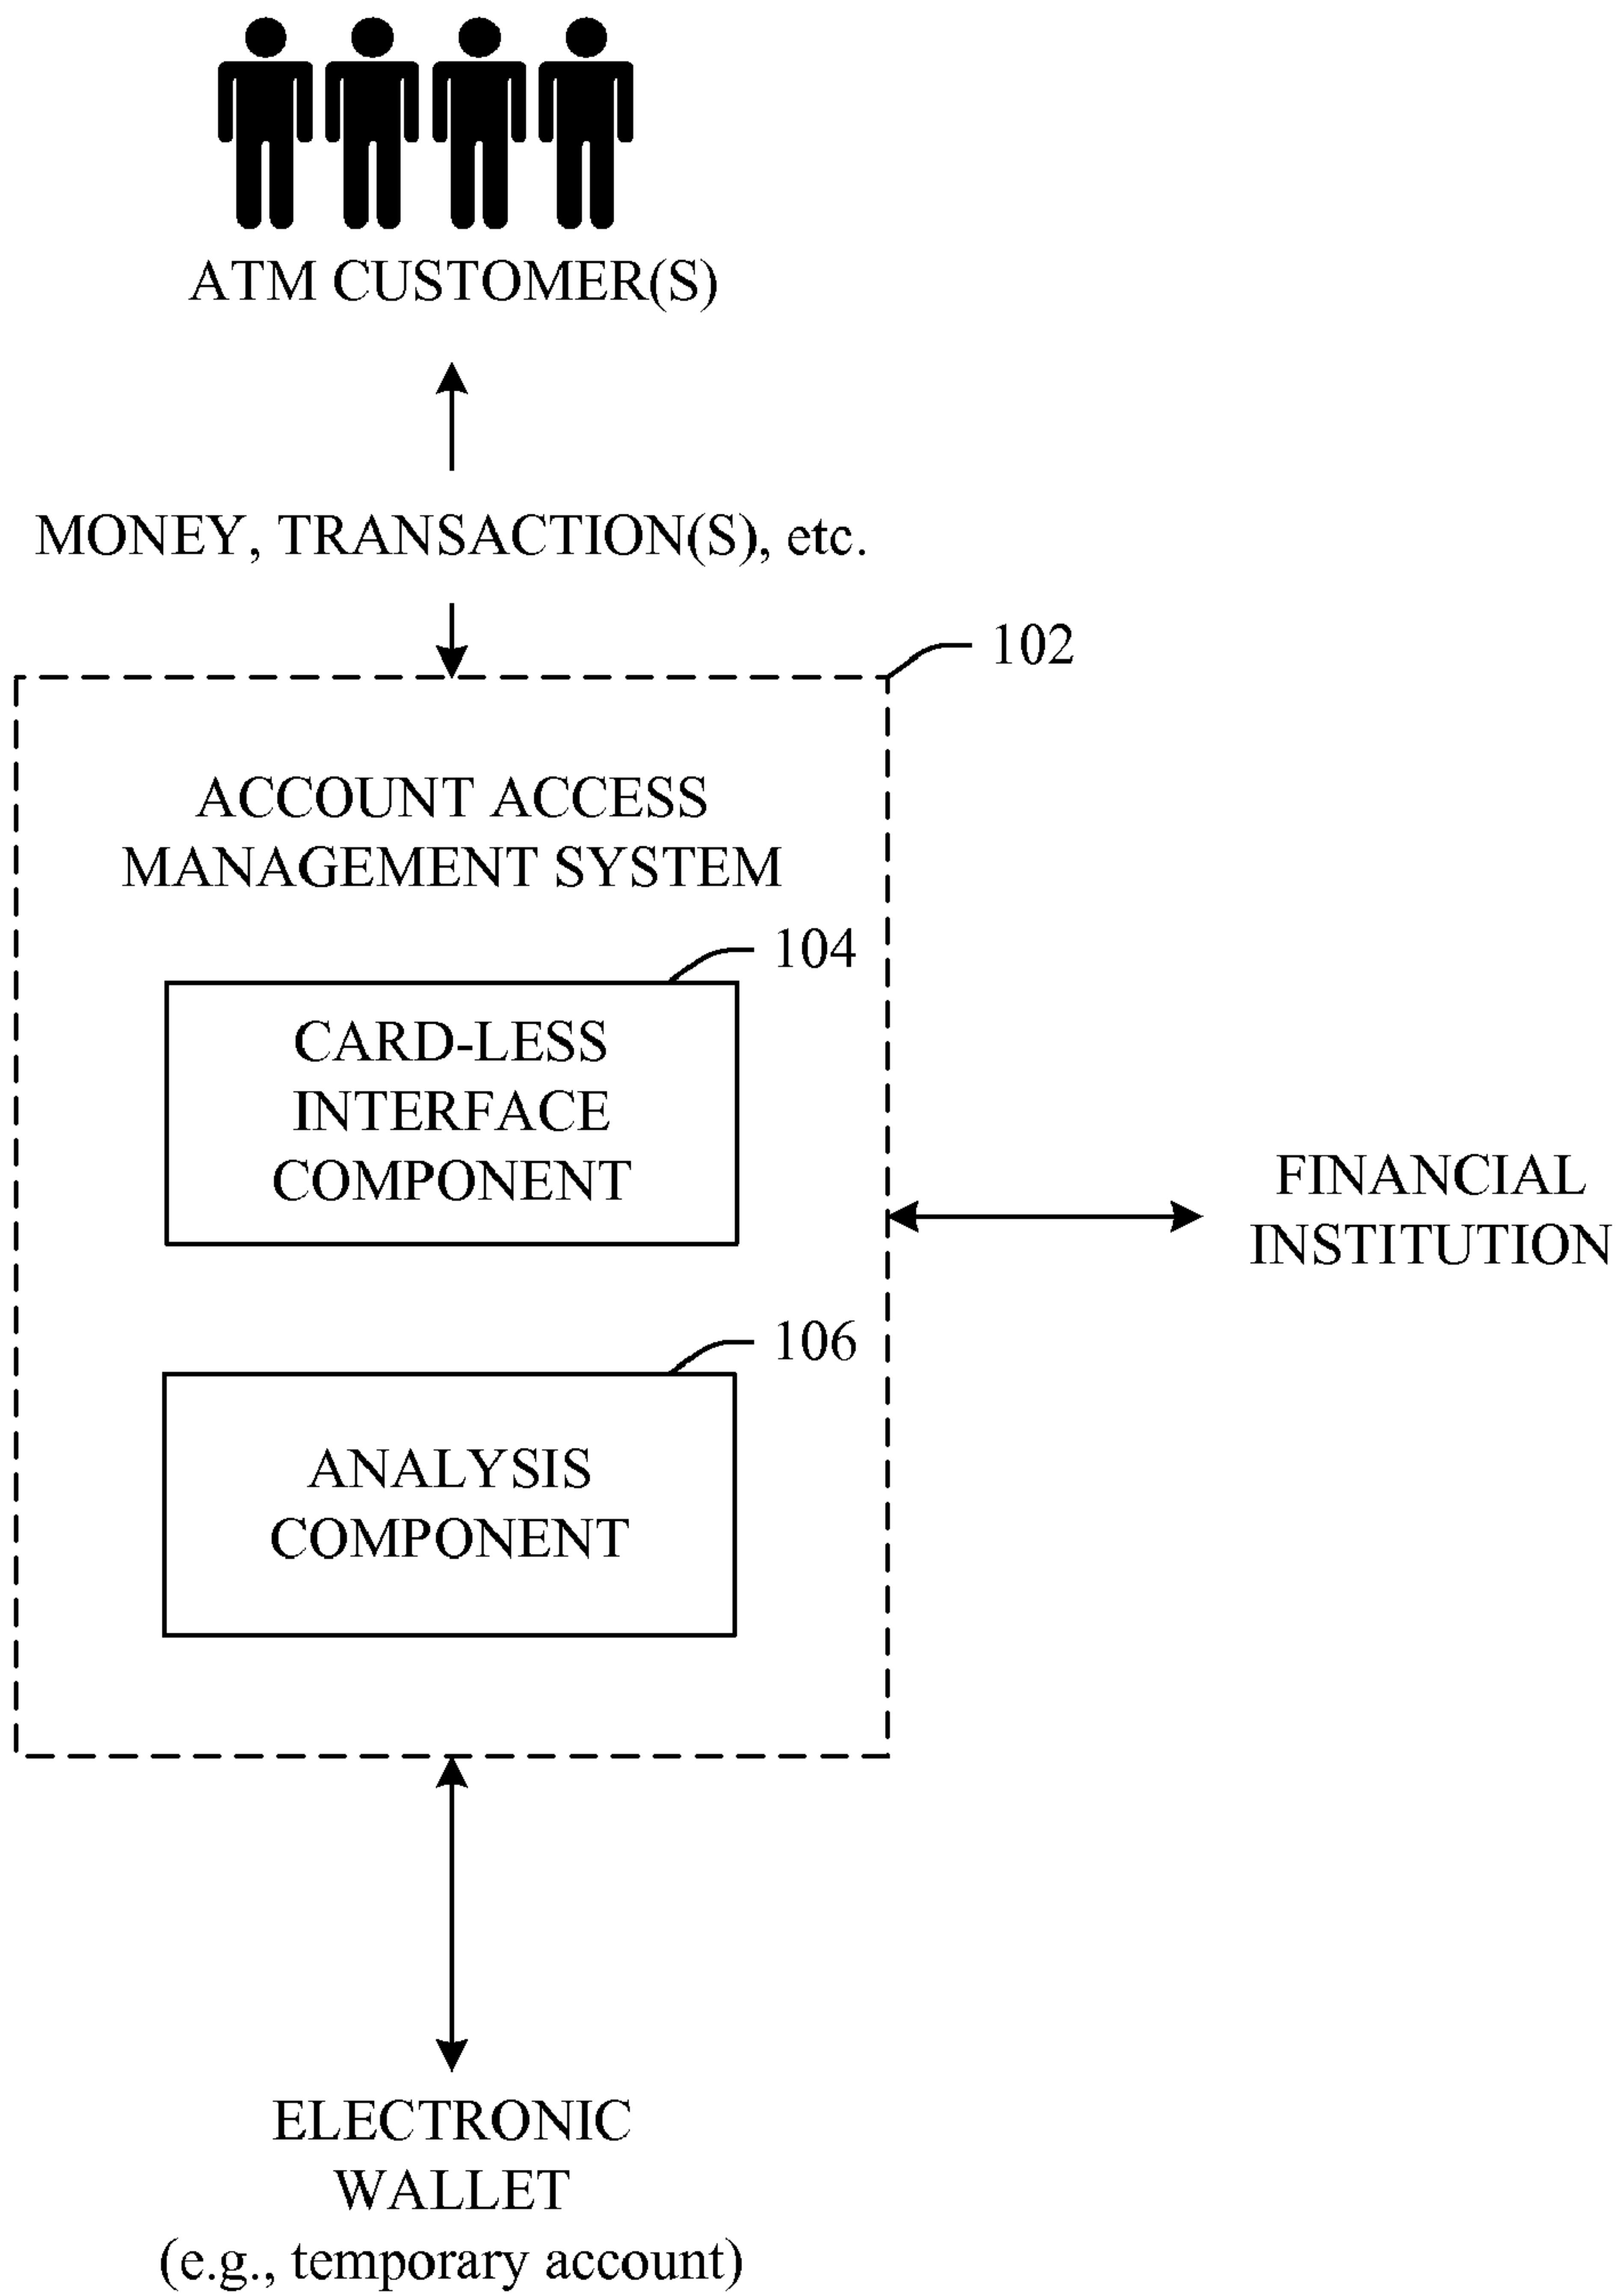 ATM CUSTOMER(S)
MONEY, TRANSACTION(S), etc.
102
ACCOUNT ACCESS
MANAGEMENT SYSTEM
104
CARD-LESS
INTERFACE
COMPONENT
FINANCIAL
INSTITUTION
106
ANALYSIS
COMPONENT
ELECTRONIC
WALLET
(e.g., temporary account)